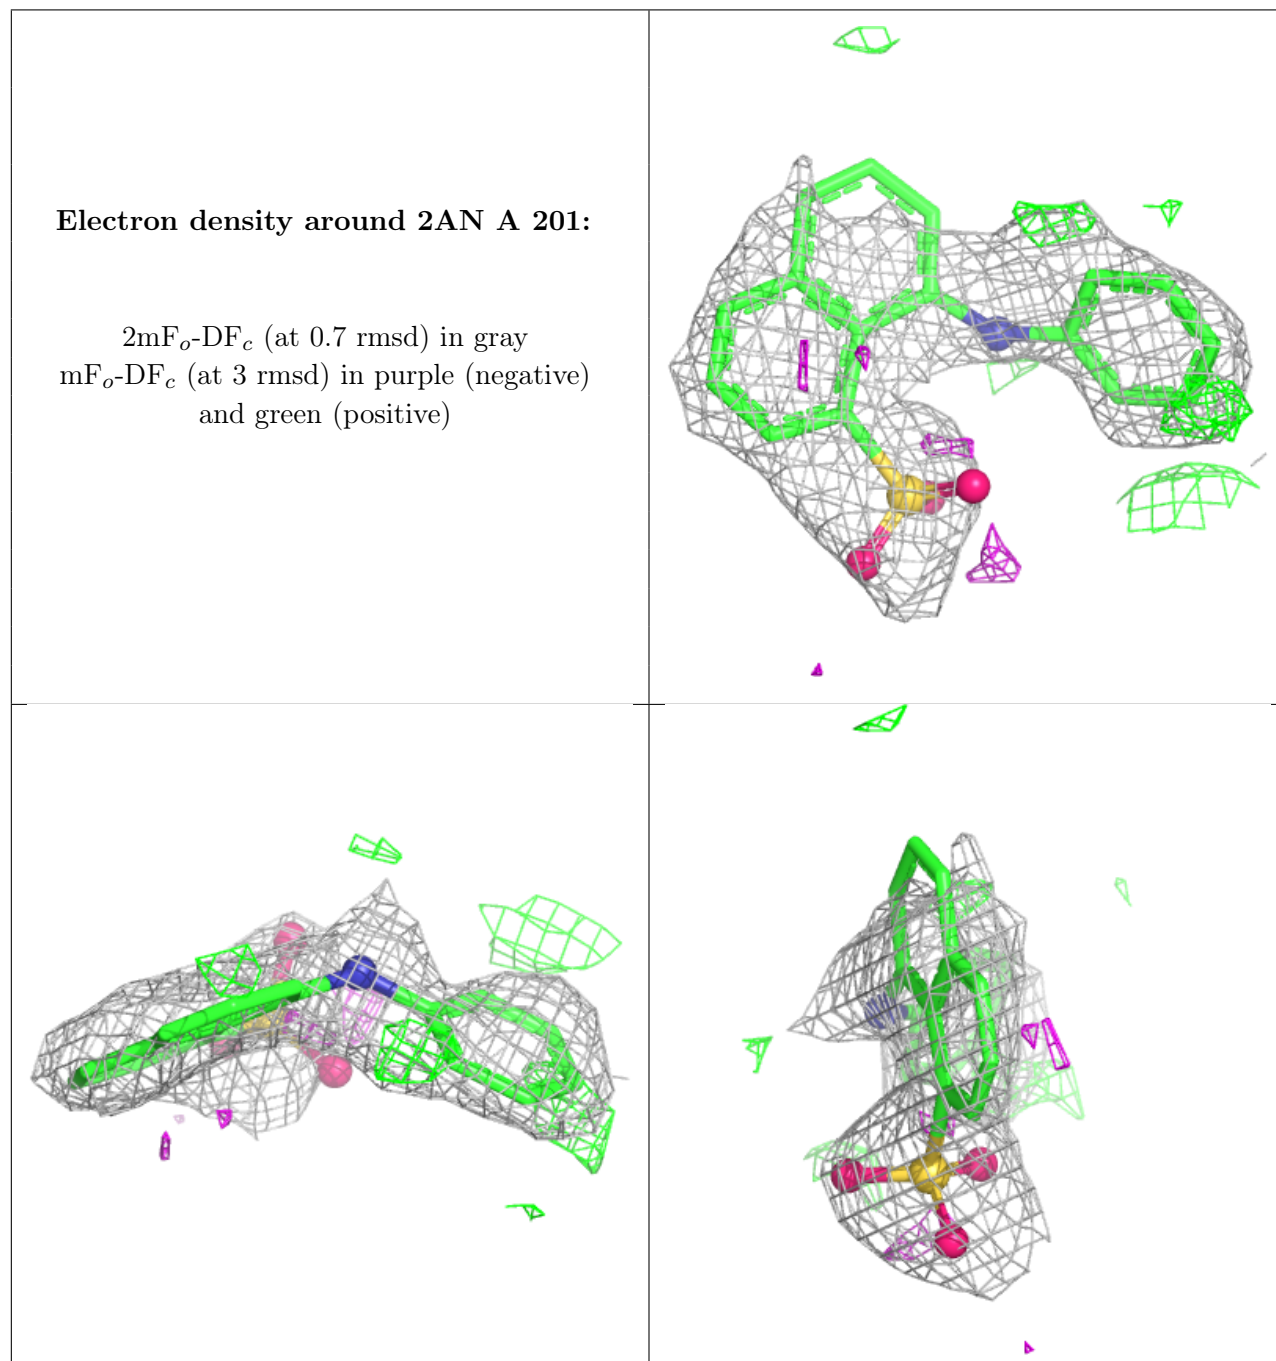 Electron density around 2AN A 201:
2mFo-DFc (at 0.7 rmsd) in gray
mFo-DFc (at 3 rmsd) in purple (negative)
and green (positive)